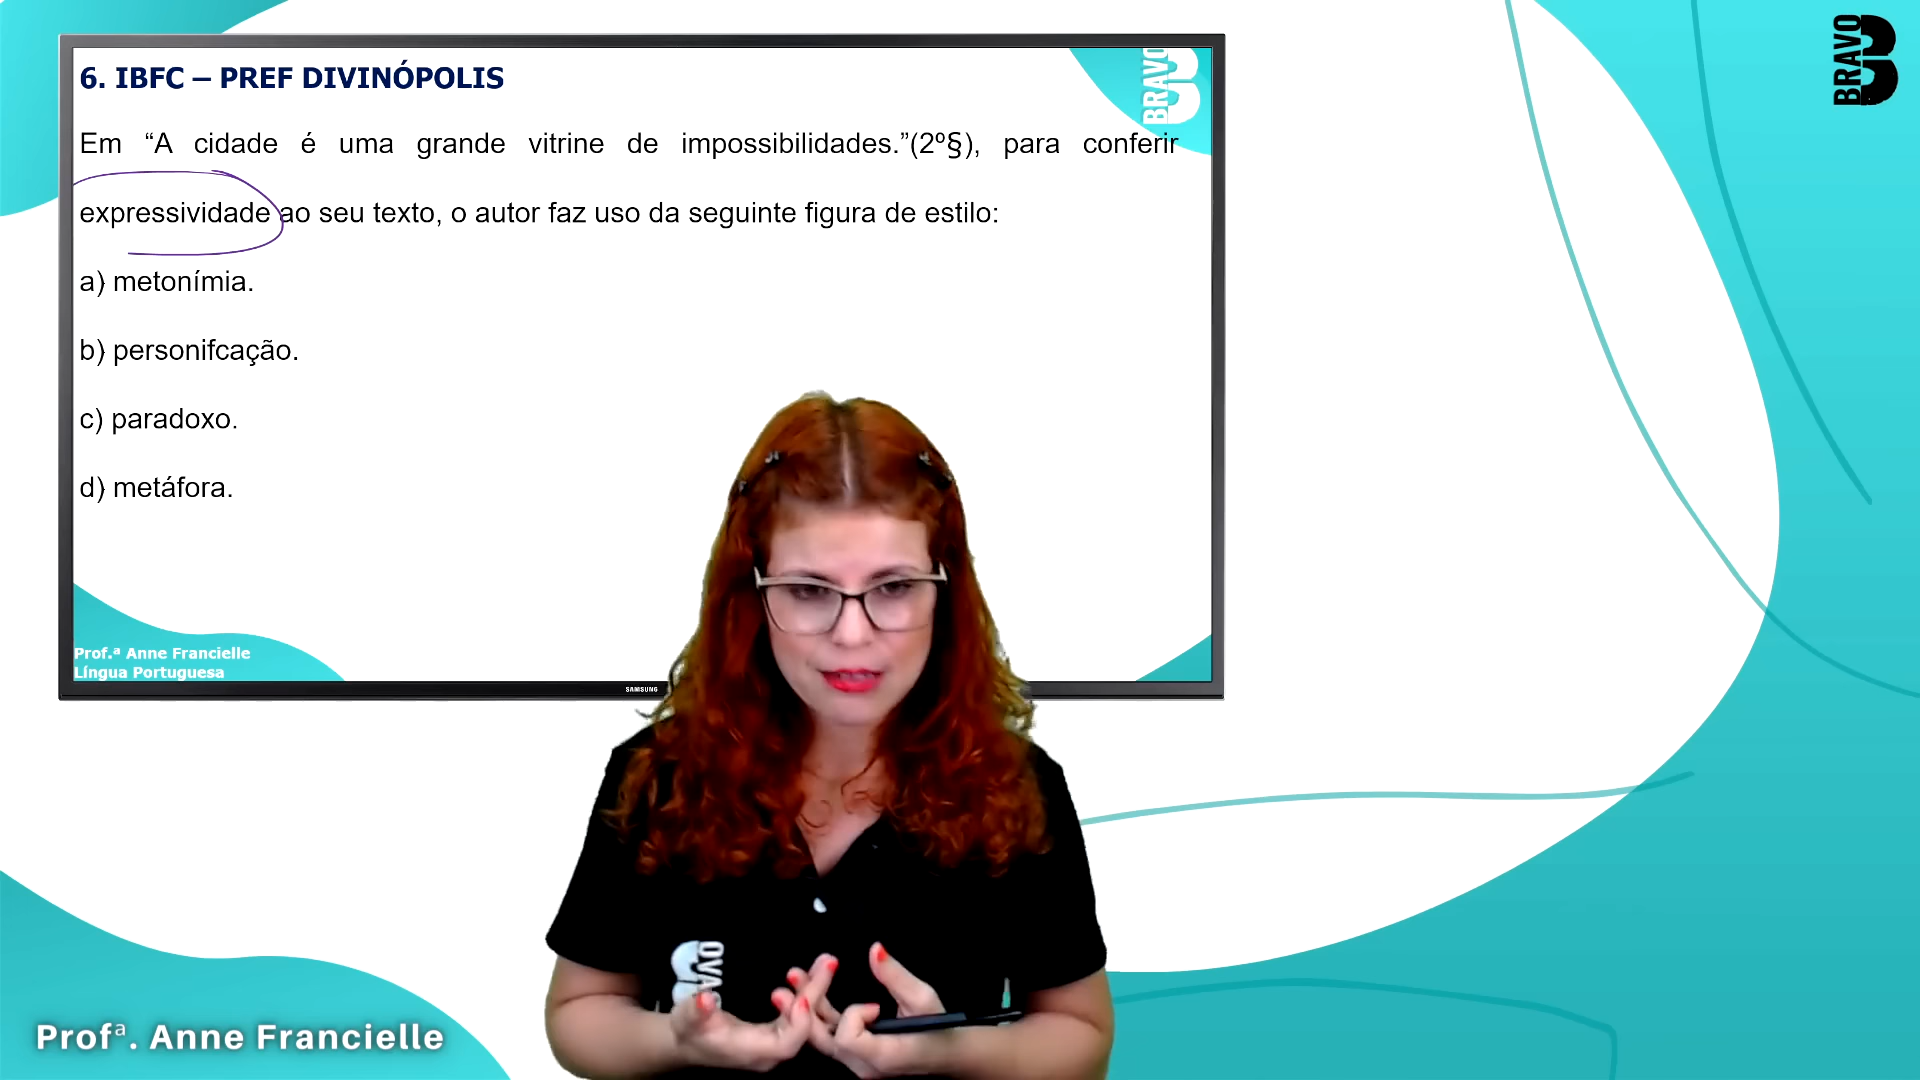 BRAVO
BRAVO
6. IBFC – PREF DIVINÓPOLIS
Em “A cidade é uma grande vitrine de impossibilidades.”(2º§), para conferir
expressividade ao seu texto, o autor faz uso da seguinte figura de estilo:
a) metonímia.
b) personifcação.
c) paradoxo.
d) metáfora.
Prof.ª Anne Francielle
Língua Portuguesa
SAMSUNG
Profª. Anne Francielle